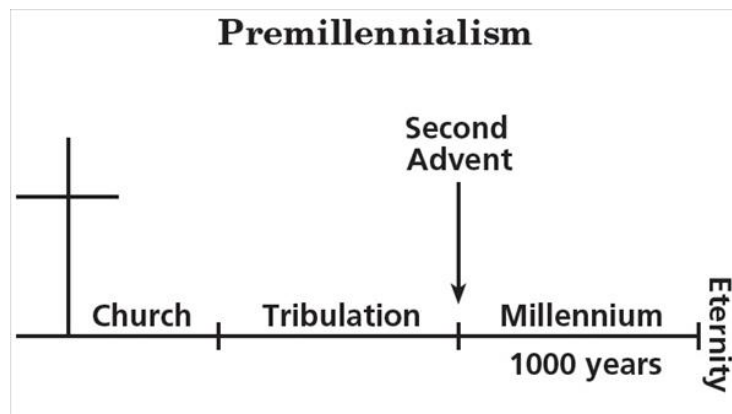 Premillennialism
Second
Advent
Church
Tribulation
Millennium
1000 years
Eternity